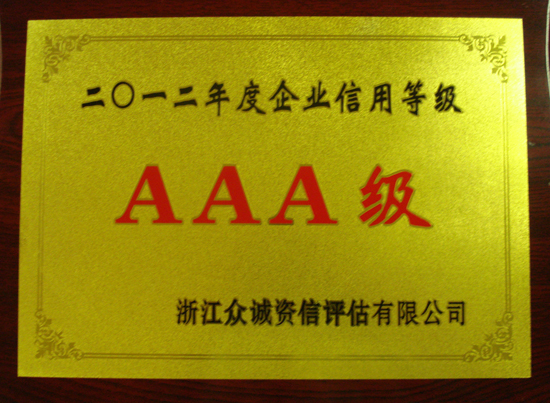 二〇一二年度企业信用等级
AAA级
浙江众诚资信评估有限公司